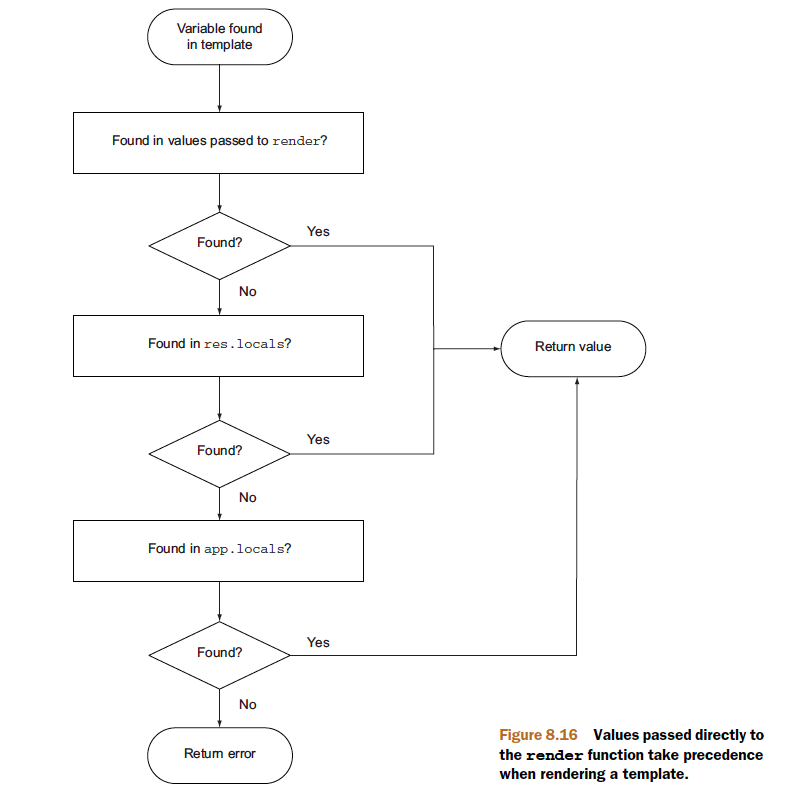 Variable found
in template
Found in values passed to render?
Found?
Yes
No
Found in res.locals?
Return value
Found?
Yes
No
Found in app.locals?
Found?
Yes
No
Return error
Figure 8.16 Values passed directly to
the render function take precedence
when rendering a template.